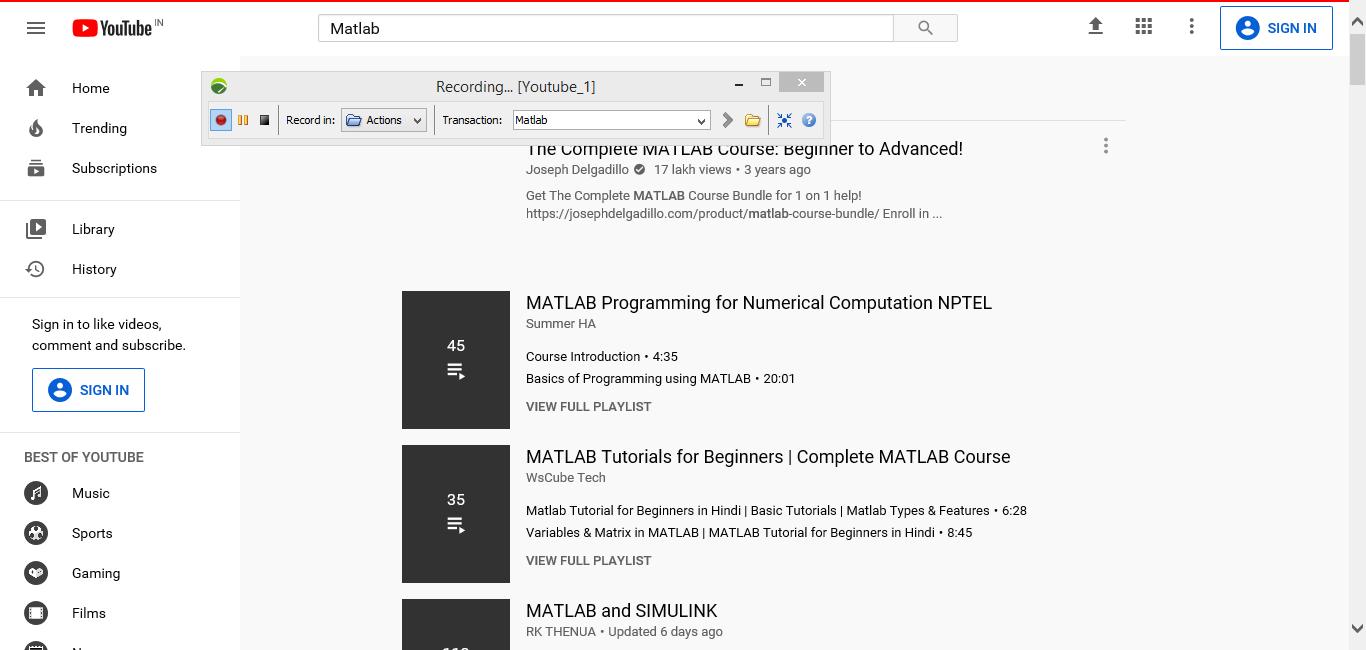 YouTube IN
Matlab
SIGN IN
Home
Trending
Subscriptions
Library
History
Sign in to like videos,
comment and subscribe.
SIGN IN
BEST OF YOUTUBE
Music
Sports
Gaming
Films
Recording... [Youtube_1]
Record in: Actions Transaction: Matlab
The Complete MATLAB Course: Beginner to Advanced!
Joseph Delgadillo 17 lakh views • 3 years ago
Get The Complete MATLAB Course Bundle for 1 on 1 help!
https://josephdelgadillo.com/product/matlab-course-bundle/ Enroll in ...
45
MATLAB Programming for Numerical Computation NPTEL
Summer HA
Course Introduction • 4:35
Basics of Programming using MATLAB • 20:01
VIEW FULL PLAYLIST
35
MATLAB Tutorials for Beginners | Complete MATLAB Course
WsCube Tech
Matlab Tutorial for Beginners in Hindi | Basic Tutorials | Matlab Types & Features • 6:28
Variables & Matrix in MATLAB | MATLAB Tutorial for Beginners in Hindi • 8:45
VIEW FULL PLAYLIST
MATLAB and SIMULINK
RK THENUA • Updated 6 days ago